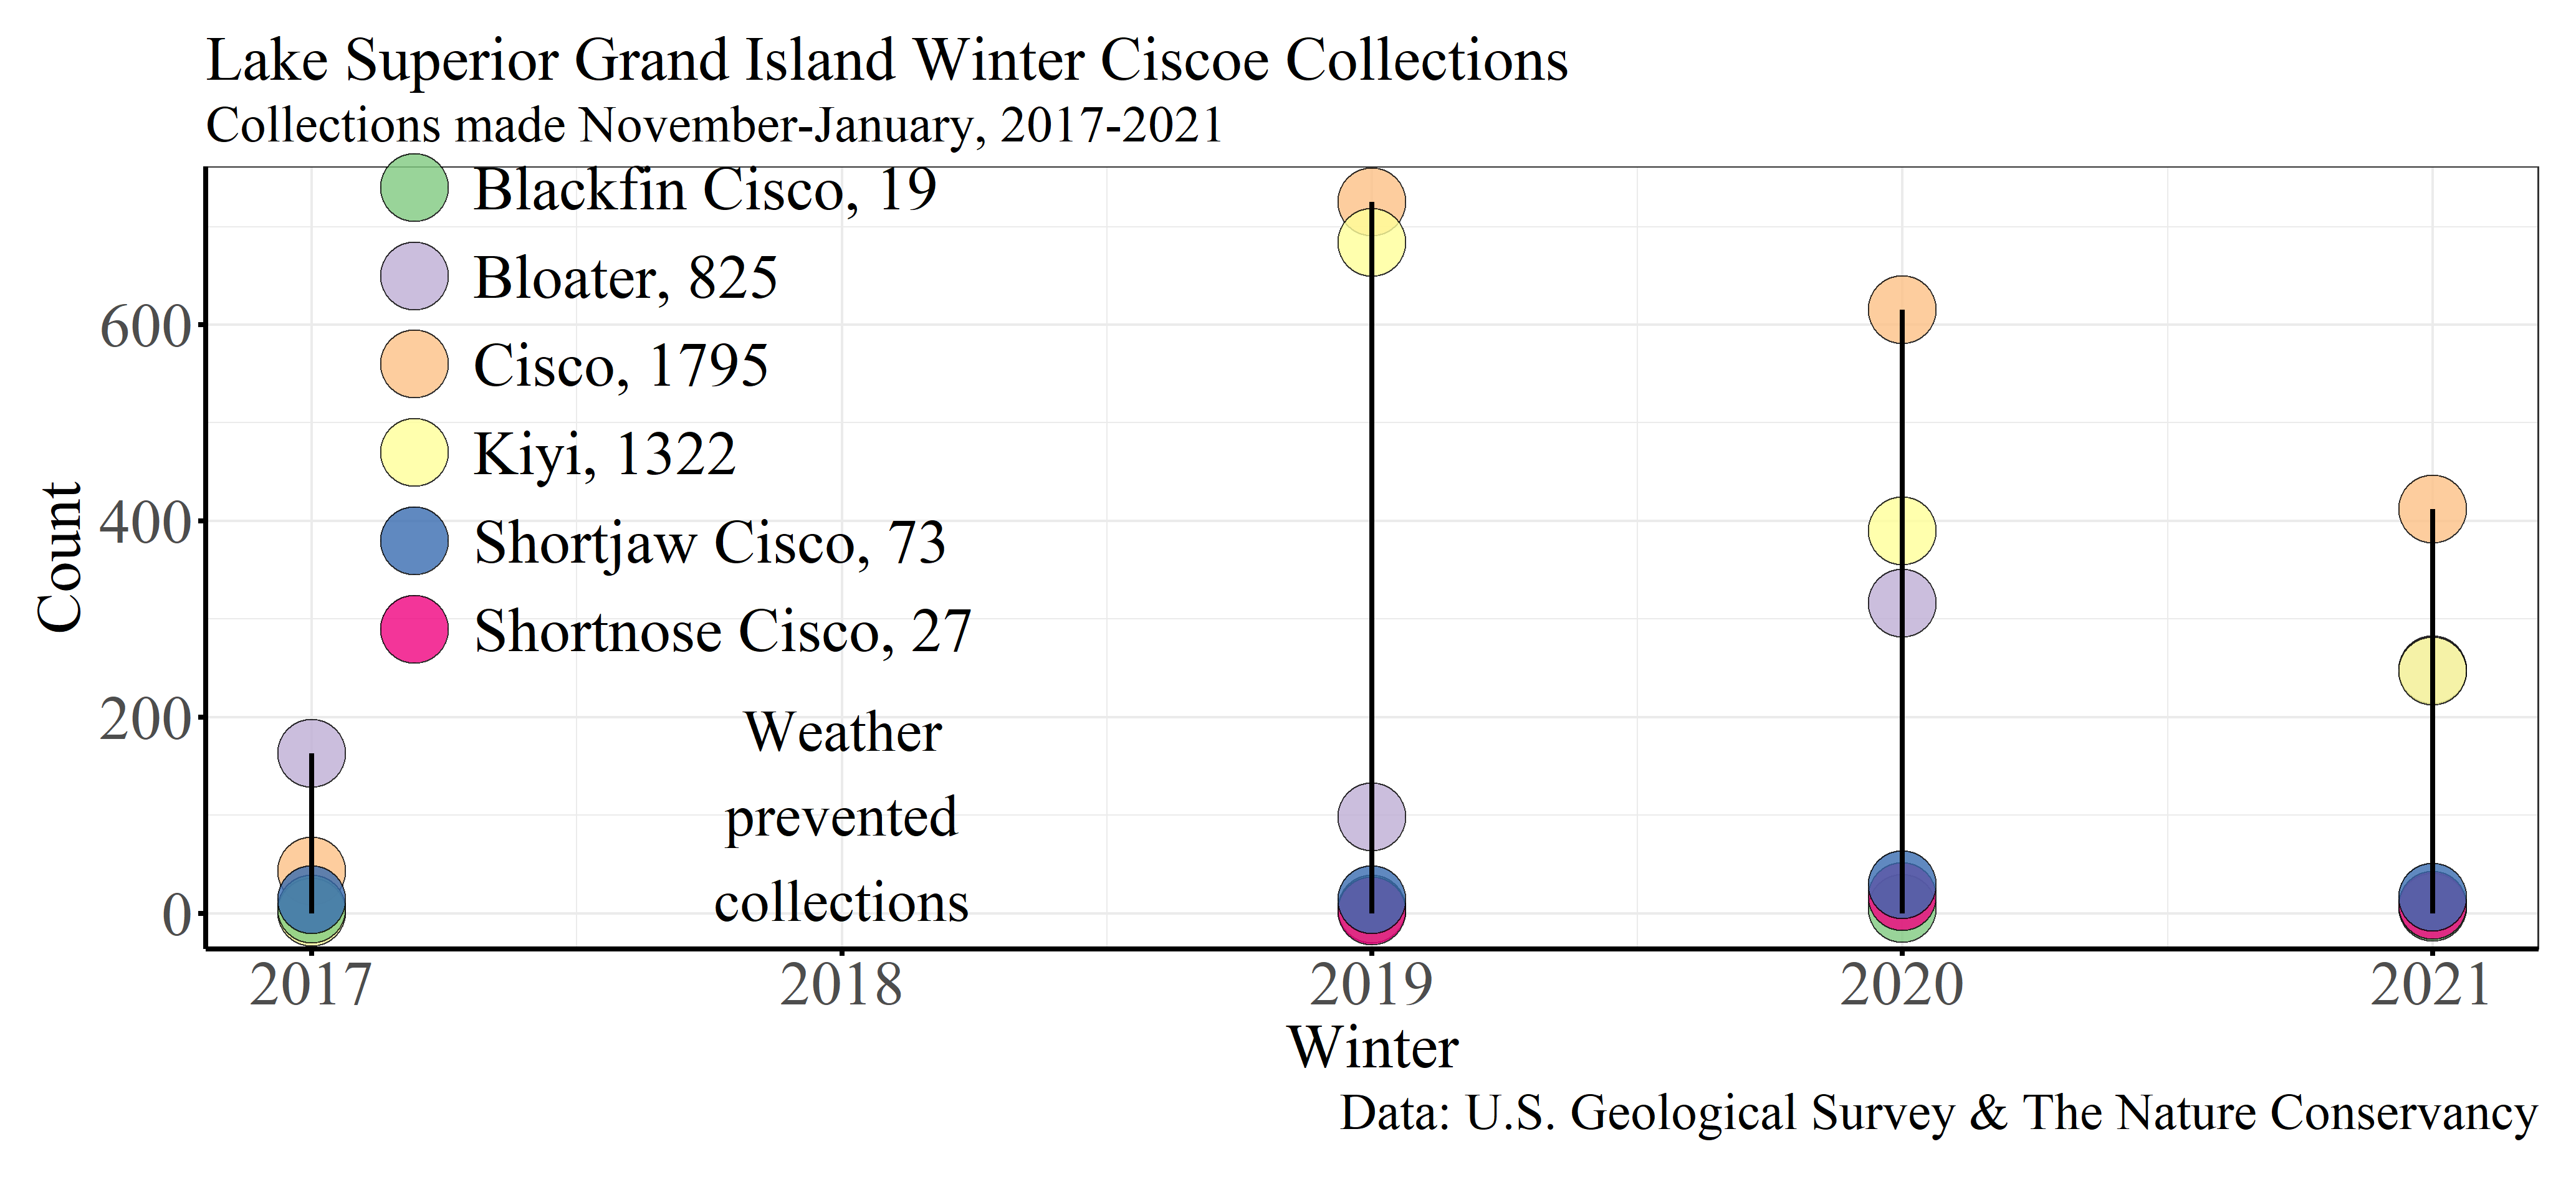 Lake Superior Grand Island Winter Ciscoe Collections
Collections made November-January, 2017-2021
Blackfin Cisco, 19
Bloater, 825
Cisco, 1795
Kiyi, 1322
Shortjaw Cisco, 73
Shortnose Cisco, 27
Weather
prevented
collections
Count
600
400
200
0
2017
2018
2019
2020
2021
Winter
Data: U.S. Geological Survey & The Nature Conservancy